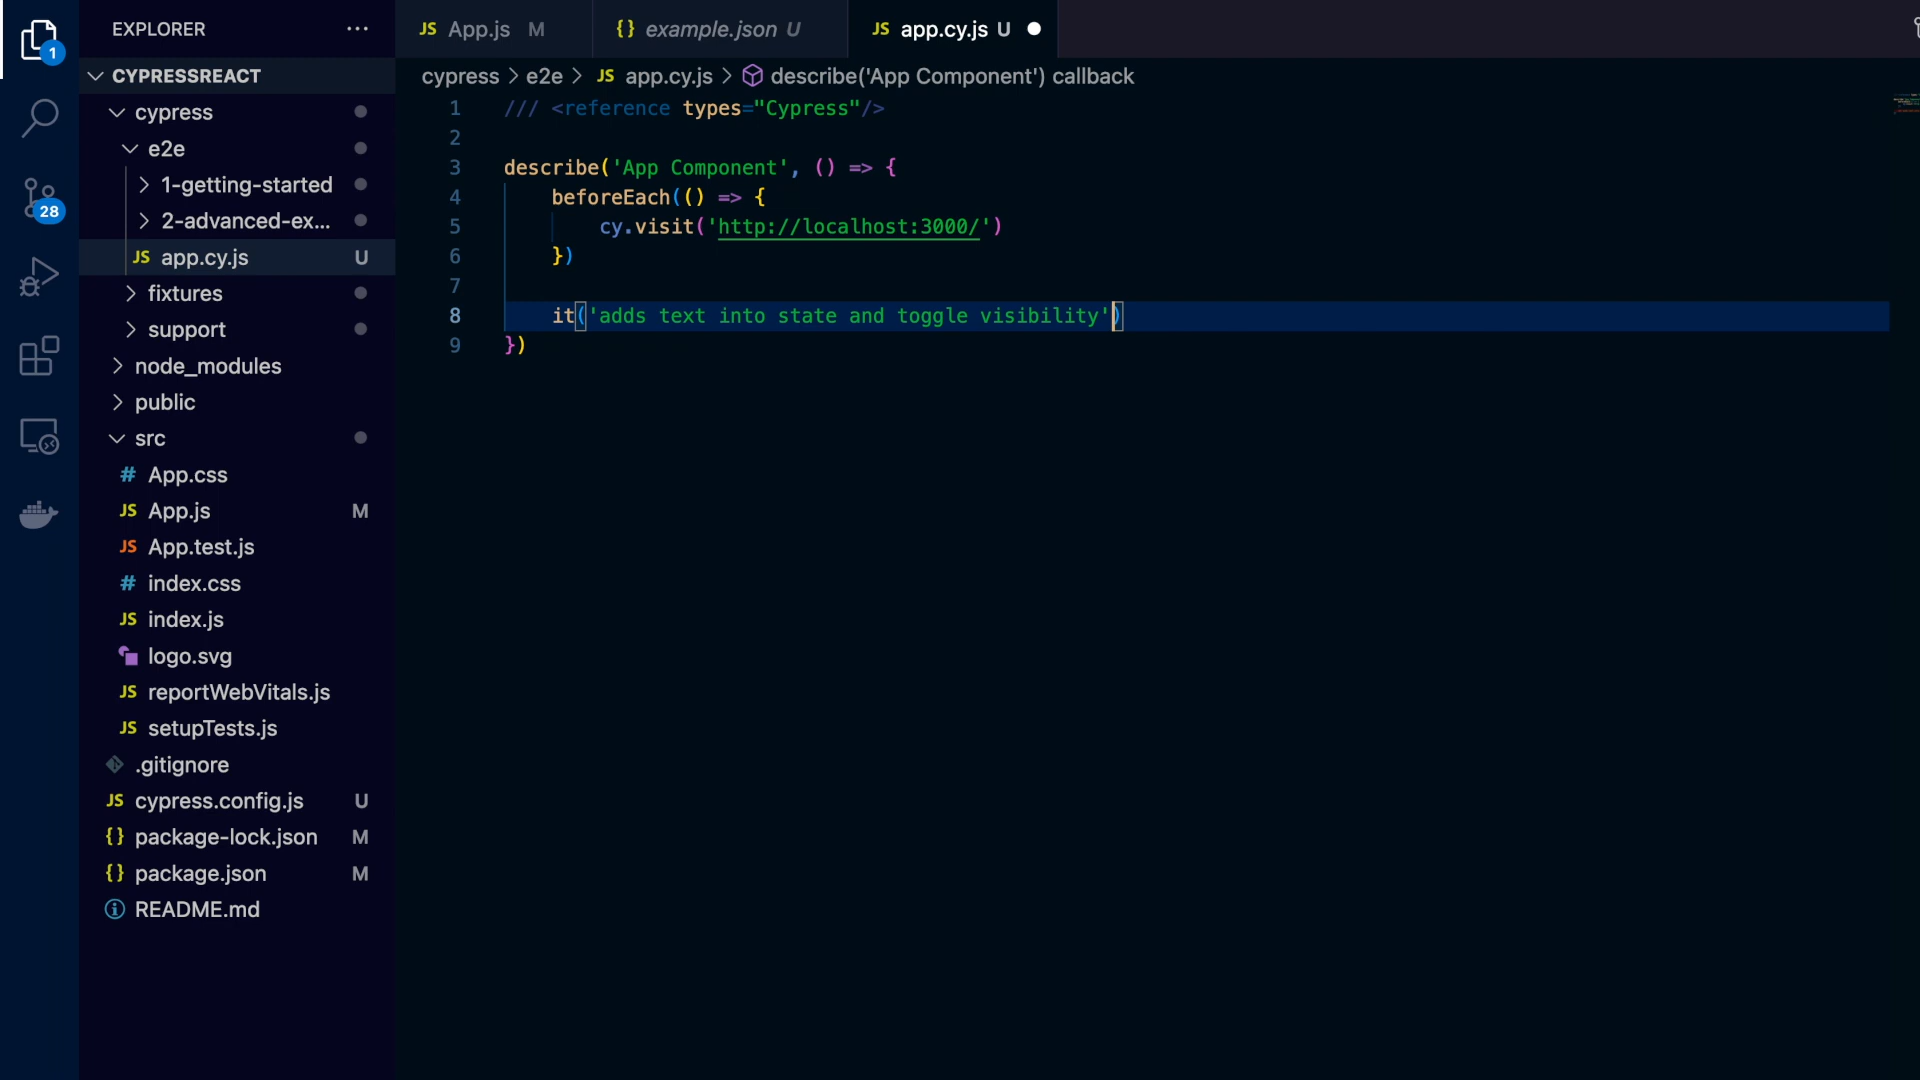 EXPLORER ···
1
28
CYPRESSREACT
cypress
e2e
1-getting-started
2-advanced-ex...
JS app.cy.js U
fixtures
support
node_modules
public
src
# App.css
JS App.js M
JS App.test.js
# index.css
JS index.js
logo.svg
JS reportWebVitals.js
JS setupTests.js
.gitignore
JS cypress.config.js U
{} package-lock.json M
{} package.json M
README.md
JS App.js M {} example.json U JS app.cy.js U
cypress > e2e > JS app.cy.js > describe('App Component') callback
1 /// <reference types="Cypress"/>
2
3 describe('App Component', () => {
4 beforeEach(() => {
5 cy.visit('http://localhost:3000/')
6 })
7
8 it('adds text into state and toggle visibility')
9 })